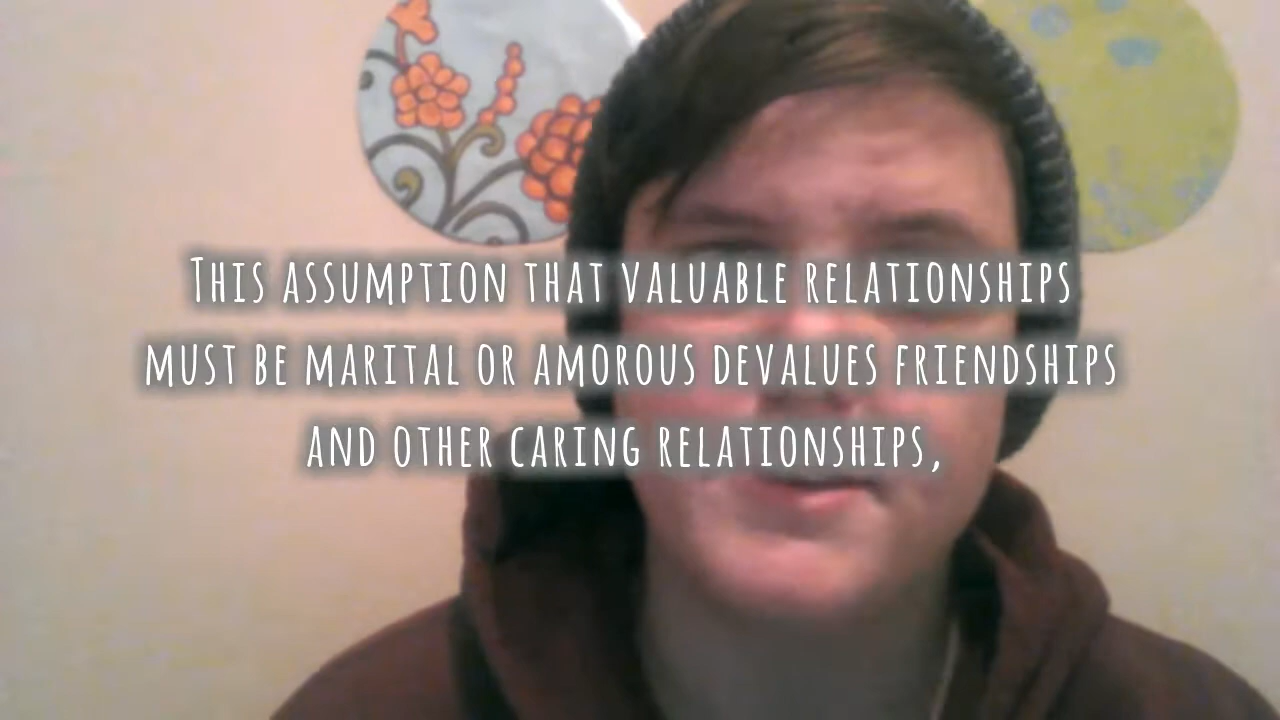 This assumption that valuable relationships
must be marital or amorous devalues friendships
and other caring relationships,